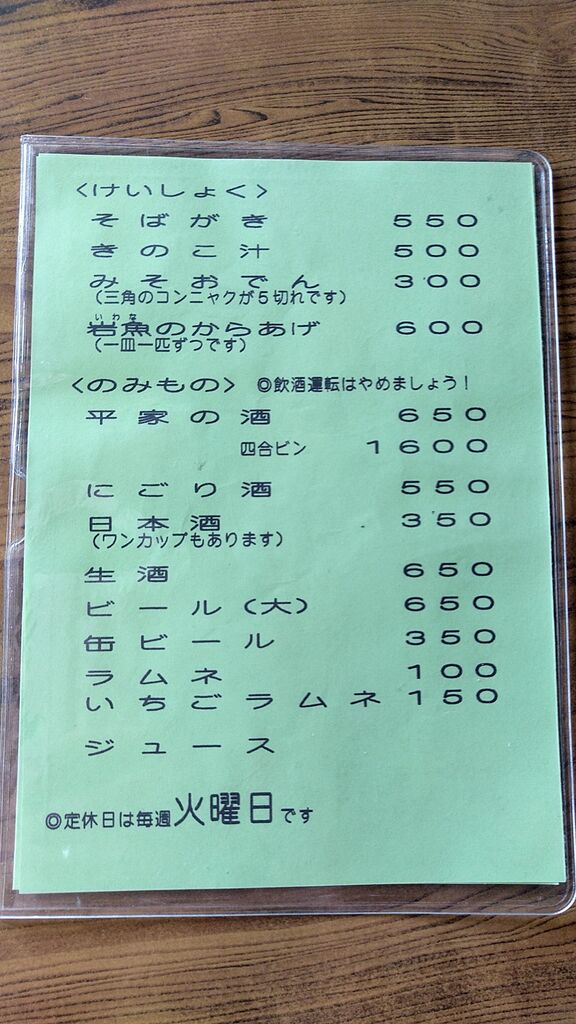 <けいしょく>
そばがき 550
きのこ汁 500
みそおでん 300
(三角のコンニャクが5切れです)
いわな
岩魚のからあげ 600
(一皿一匹ずつです)
<のみもの> ◎飲酒運転はやめましょう!
平家の酒 650
四合ビン 1600
にごり酒 550
日本酒 350
(ワンカップもあります)
生酒 650
ビール(大) 650
缶ビール 350
ラムネ 100
いちごラムネ 150
ジュース
◎定休日は毎週火曜日です